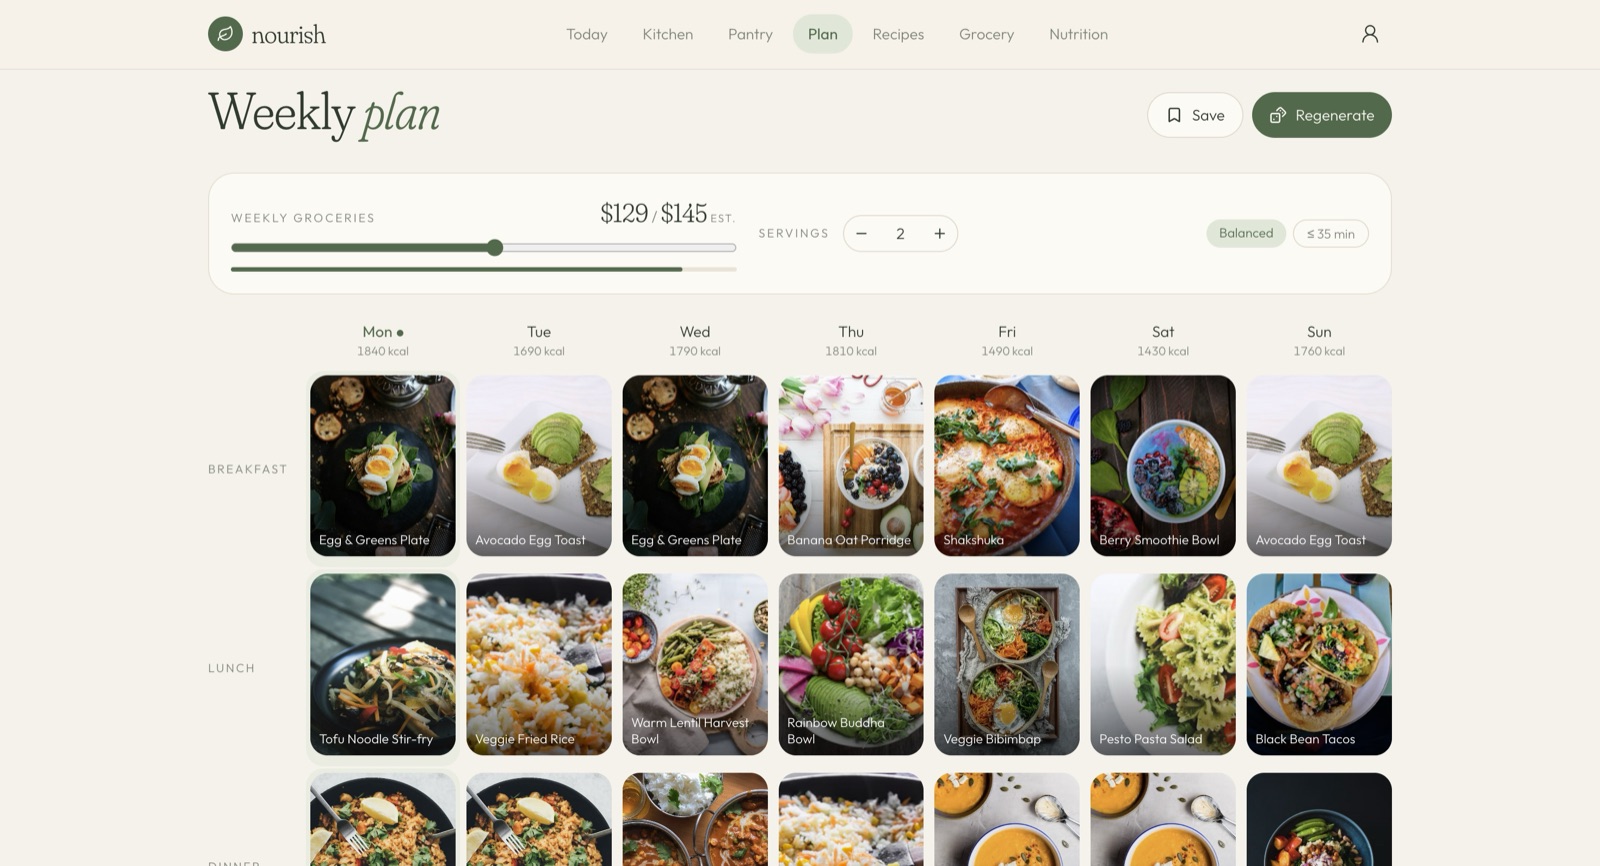 nourish
Today Kitchen Pantry Plan Recipes Grocery Nutrition
Weekly plan
Save
Regenerate
WEEKLY GROCERIES
$129 / $145 EST.
SERVINGS
− 2 +
Balanced
≤ 35 min
Mon Tue Wed Thu Fri Sat Sun
1840 kcal 1690 kcal 1790 kcal 1810 kcal 1490 kcal 1430 kcal 1760 kcal
BREAKFAST
Egg & Greens Plate
Avocado Egg Toast
Egg & Greens Plate
Banana Oat Porridge
Shakshuka
Berry Smoothie Bowl
Avocado Egg Toast
LUNCH
Tofu Noodle Stir-fry
Veggie Fried Rice
Warm Lentil Harvest
Bowl
Rainbow Buddha
Bowl
Veggie Bibimbap
Pesto Pasta Salad
Black Bean Tacos
DINNER